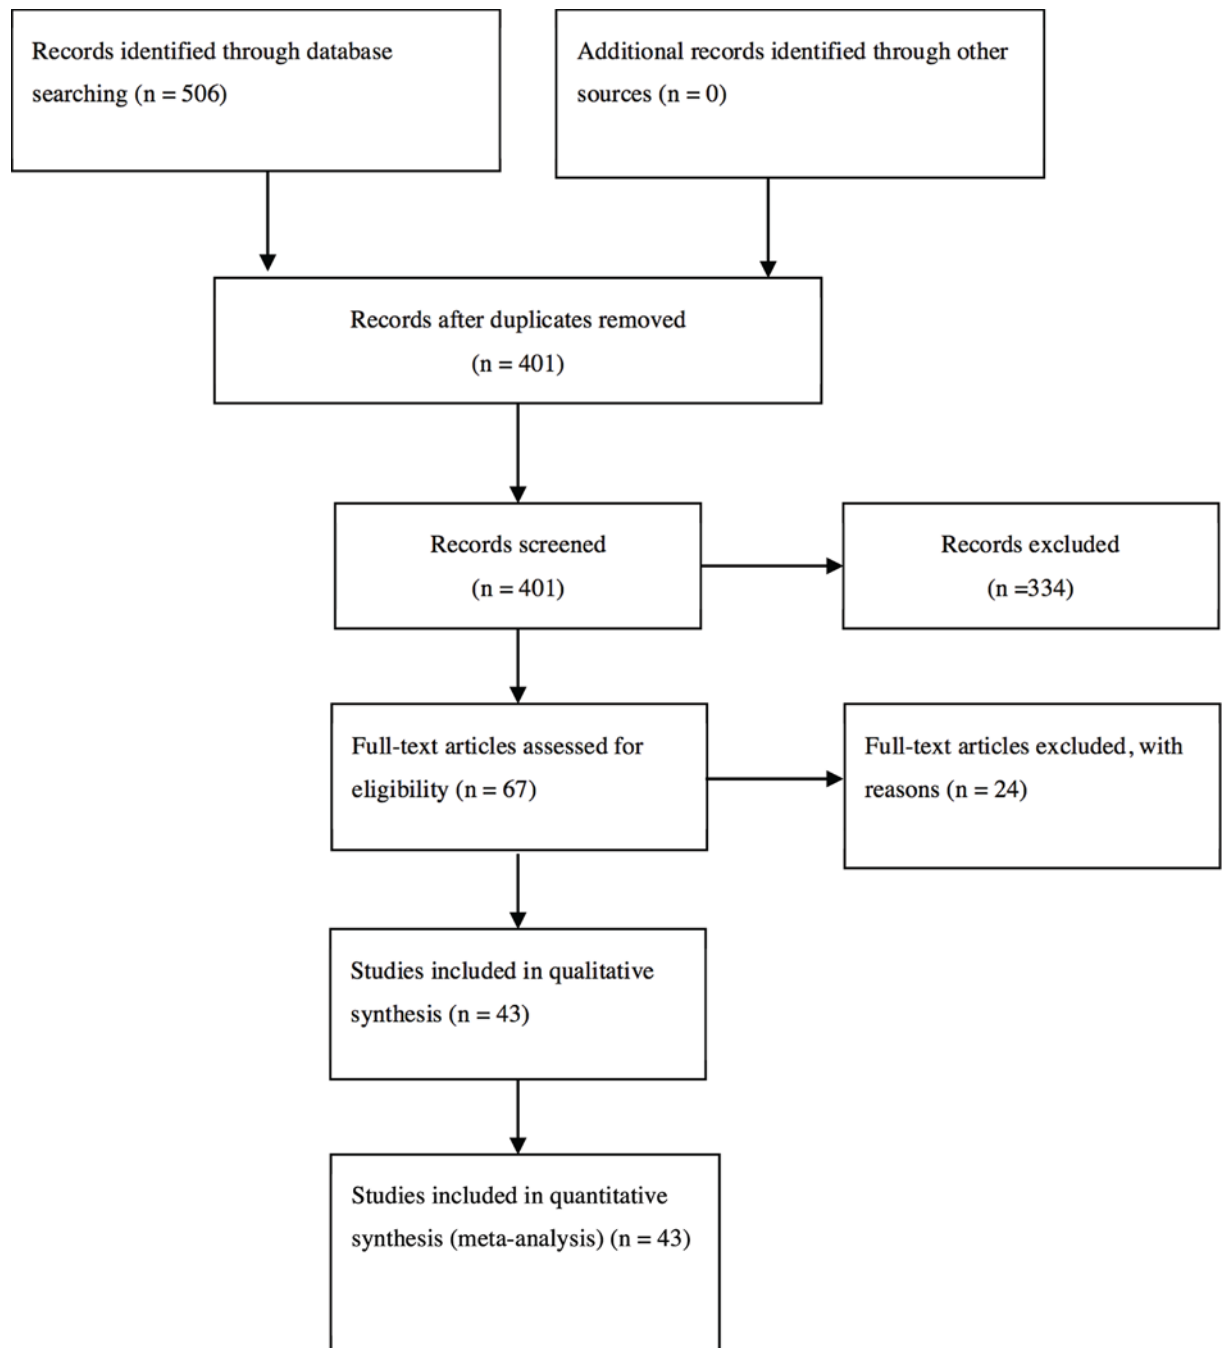 Records identified through database
searching (n = 506)
Additional records identified through other
sources (n = 0)
Records after duplicates removed
(n = 401)
Records screened
(n = 401)
Records excluded
(n =334)
Full-text articles assessed for
eligibility (n = 67)
Full-text articles excluded, with
reasons (n = 24)
Studies included in qualitative
synthesis (n = 43)
Studies included in quantitative
synthesis (meta-analysis) (n = 43)